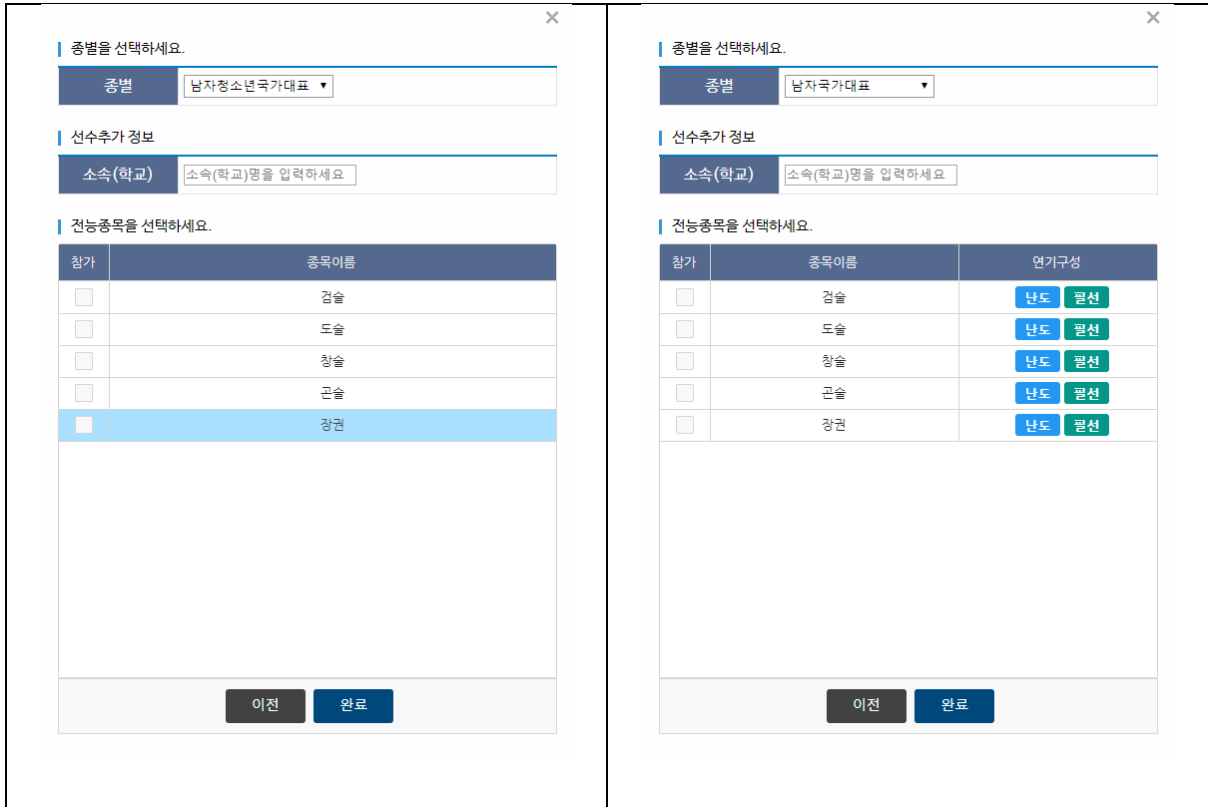 ×
종별을 선택하세요.
종별 남자청소년국가대표 ▼
선수추가 정보
소속(학교) 소속(학교)명을 입력하세요
전능종목을 선택하세요.
참가 종목이름
검술
도술
창술
곤술
장권
이전 완료
×
종별을 선택하세요.
종별 남자국가대표 ▼
선수추가 정보
소속(학교) 소속(학교)명을 입력하세요
전능종목을 선택하세요.
참가 종목이름 연기구성
검술 난도 필선
도술 난도 필선
창술 난도 필선
곤술 난도 필선
장권 난도 필선
이전 완료